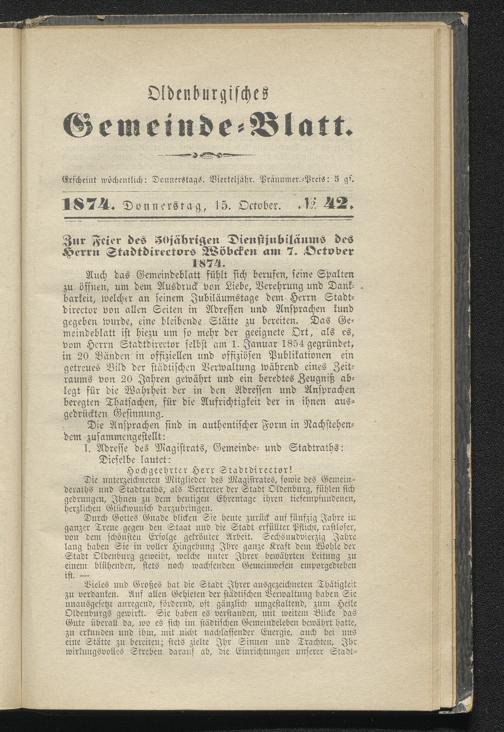 Oldenburgisches
Gemeinde-Blatt.
Erscheint wöchentlich: Donnerstags. Vierteljähr. Pränumer.-Preis: 5 gf.
1874. Donnerstag, 15. October. № 42.
Zur Feier des 50jährigen Dienstjubiläums des
Herrn Stadtdirectors Wöbcken am 7. October
1874.
Auch das Gemeindeblatt fühlt sich berufen, seine Spalten
zu öffnen, um dem Ausdruck von Liebe, Verehrung und Dank-
barkeit, welcher an seinem Jubiläumstage dem Herrn Stadt-
director von allen Seiten in Adressen und Ansprachen kund
gegeben wurde, eine bleibende Stätte zu bereiten. Das Ge-
meindeblatt ist hiezu um so mehr der geeignete Ort, als es,
vom Herrn Stadtdirector selbst am 1. Januar 1854 gegründet,
in 20 Bänden in offiziellen und offiziösen Publikationen ein
getreues Bild der städtischen Verwaltung während eines Zeit-
raums von 20 Jahren gewährt und ein beredtes Zeugniß ab-
legt für die Wahrheit der in den Adressen und Ansprachen
beregten Thatsachen, für die Aufrichtigkeit der in ihnen aus-
gedrückten Gesinnung.
Die Ansprachen sind in authentischer Form in Nachstehen-
dem zusammengestellt:
1. Adresse des Magistrats, Gemeinde- und Stadtraths:
Dieselbe lautet:
Hochgeehrter Herr Stadtdirector!
Die unterzeichneten Mitglieder des Magistrates, sowie des Gemein-
deraths und Stadtraths, als Vertreter der Stadt Oldenburg, fühlen sich
gedrungen, Ihnen zu dem heutigen Ehrentage ihren tiefempfundenen,
herzlichen Glückwunsch darzubringen.
Durch Gottes Gnade blicken Sie heute zurück auf fünfzig Jahre in
ganzer Treue gegen den Staat und die Stadt erfüllter Pflicht, rastloser,
von dem schönsten Erfolge gekrönter Arbeit. Sechsundvierzig Jahre
lang haben Sie in voller Hingebung Ihre ganze Kraft dem Wohle der
Stadt Oldenburg geweiht, welche unter Ihrer bewährten Leitung zu
einem blühenden, stets noch wachsenden Gemeinwesen emporgediehen
ist. —
Vieles und Großes hat die Stadt Ihrer ausgezeichneten Thätigkeit
zu verdanken. Auf allen Gebieten der städtischen Verwaltung haben Sie
unausgesetzt anregend, fördernd, oft gänzlich umgestaltend, zum Heile
Oldenburgs gewirkt. Sie haben es verstanden, mit weitem Blicke das
Gute überall da, wo es sich im städtischen Gemeindeleben bewährt hatte,
zu erkunden und ihm, mit nicht nachlassender Energie, auch bei uns
eine Stätte zu bereiten; stets zielte Ihr Sinnen und Trachten, Ihr
wirkungsvolles Streben darauf ab, die Einrichtungen unserer Stadt-